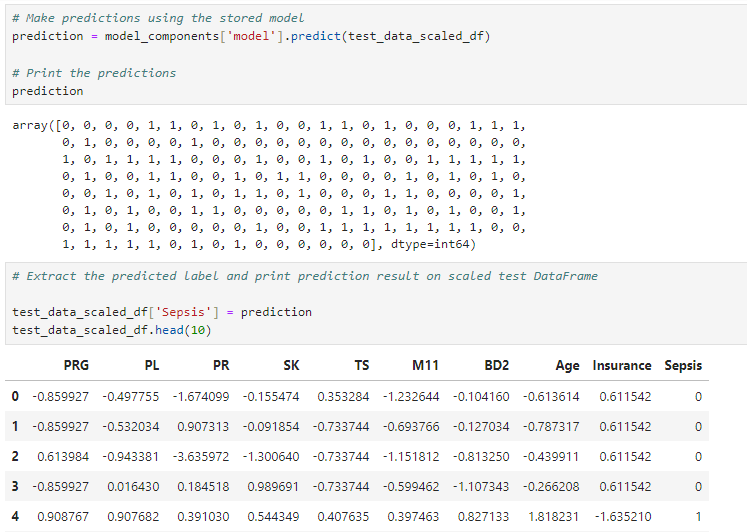 # Make predictions using the stored model
prediction = model_components['model'].predict(test_data_scaled_df)
# Print the predictions
prediction
array([0, 0, 0, 0, 1, 1, 0, 1, 0, 1, 0, 0, 1, 1, 0, 1, 0, 0, 0, 1, 1, 1,
0, 1, 0, 0, 0, 0, 1, 0, 0, 0, 0, 0, 0, 0, 0, 0, 0, 0, 0, 0,
1, 0, 1, 1, 1, 1, 0, 0, 0, 1, 0, 0, 1, 0, 1, 0, 0, 1, 1, 1, 1, 1,
0, 1, 0, 0, 1, 1, 0, 0, 1, 0, 1, 1, 0, 0, 0, 0, 1, 0, 1, 0, 1, 0,
0, 0, 1, 0, 1, 0, 1, 0, 1, 1, 0, 1, 0, 0, 0, 1, 1, 0, 0, 0, 1, 0,
0, 1, 0, 1, 0, 0, 1, 1, 0, 0, 0, 0, 0, 1, 1, 0, 1, 0, 1, 0, 0, 1,
0, 1, 0, 1, 0, 0, 0, 0, 0, 1, 0, 0, 1, 1, 1, 1, 1, 1, 1, 1, 0, 0,
1, 1, 1, 1, 1, 0, 1, 0, 1, 0, 0, 0, 0, 0, 0], dtype=int64)
# Extract the predicted label and print prediction result on scaled test DataFrame
test_data_scaled_df['Sepsis'] = prediction
test_data_scaled_df.head(10)
PRG PL PR SK TS M11 BD2 Age Insurance Sepsis
0 -0.859927 -0.497755 -1.674099 -0.155474 0.353284 -1.232644 -0.104160 -0.613614 0.611542 0
1 -0.859927 -0.532034 0.907313 -0.091854 -0.733744 -0.693766 -0.127034 -0.787317 0.611542 0
2 0.613984 -0.943381 -3.635972 -1.300640 -0.733744 -1.151812 -0.813250 -0.439911 0.611542 0
3 -0.859927 0.016430 0.184518 0.989691 -0.733744 -0.599462 -1.107343 -0.266208 0.611542 0
4 0.908767 0.907682 0.391030 0.544349 0.407635 0.397463 0.827133 1.818231 -1.635210 1